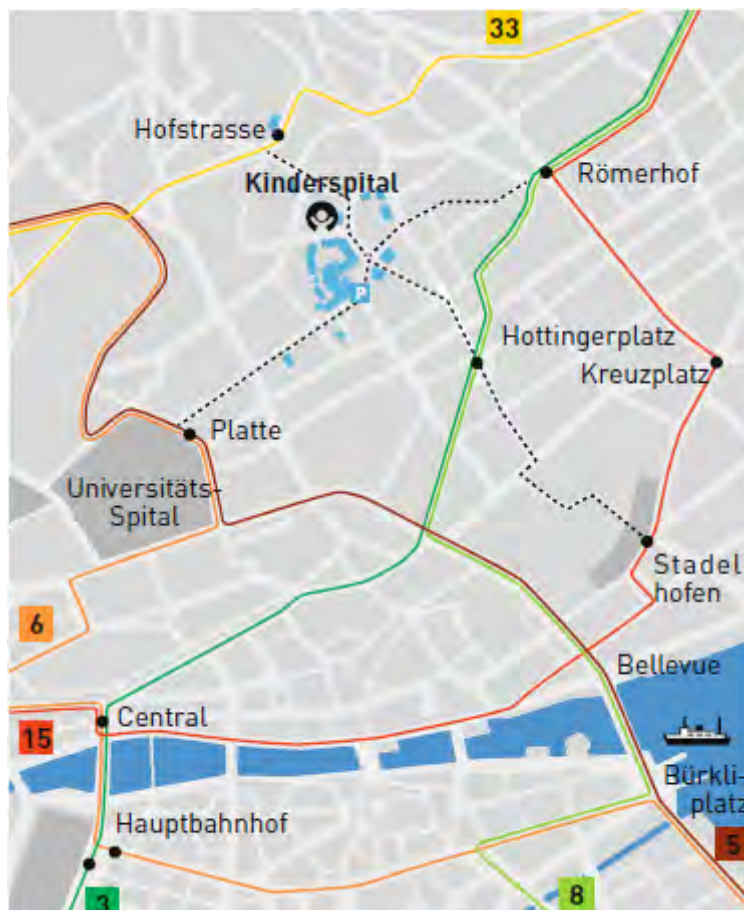 33
Hofstrasse
Kinderspital
Römerhof
P
Hottingerplatz
Kreuzplatz
Platte
Universitäts-
Spital
Stadel
hofen
6
Bellevue
Central
15
Bürkli-
platz
Hauptbahnhof
5
3
8